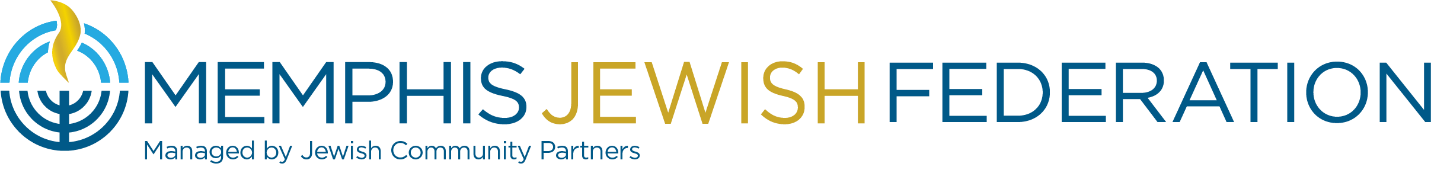 MEMPHIS JEWISH FEDERATION
Managed by Jewish Community Partners